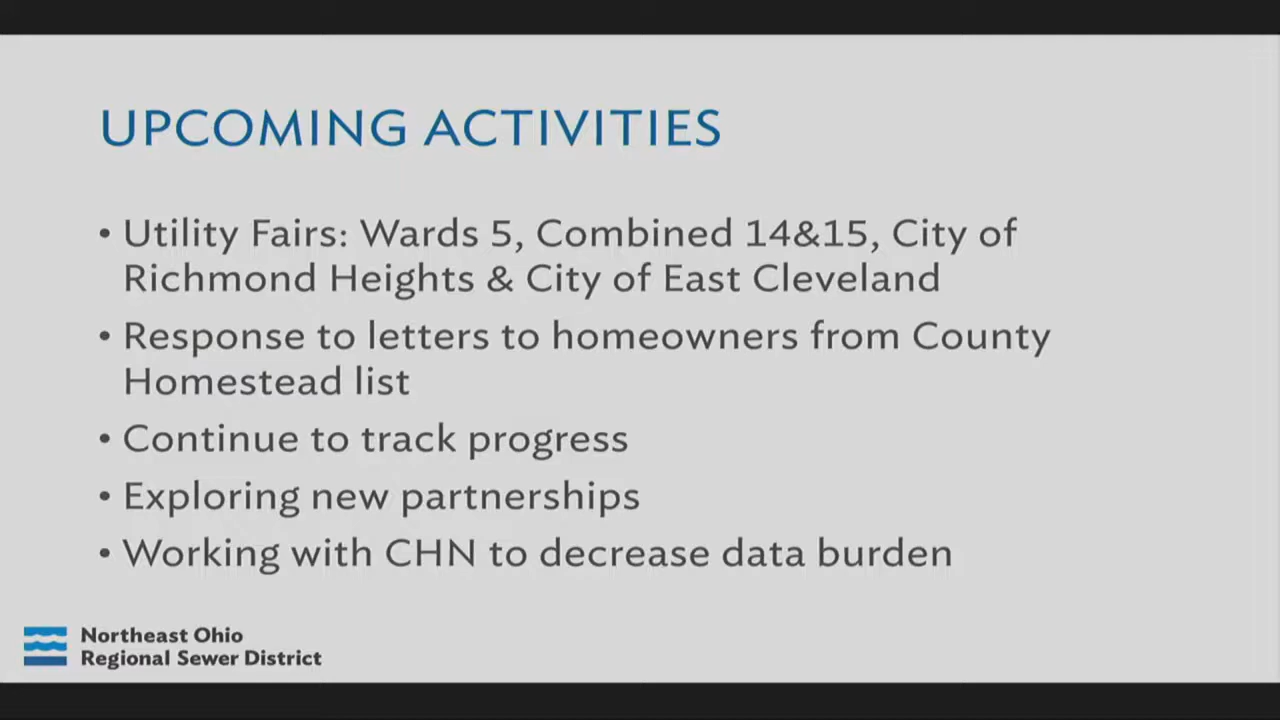 UPCOMING ACTIVITIES
• Utility Fairs: Wards 5, Combined 14&15, City of
Richmond Heights & City of East Cleveland
• Response to letters to homeowners from County
Homestead list
• Continue to track progress
• Exploring new partnerships
• Working with CHN to decrease data burden
Northeast Ohio
Regional Sewer District